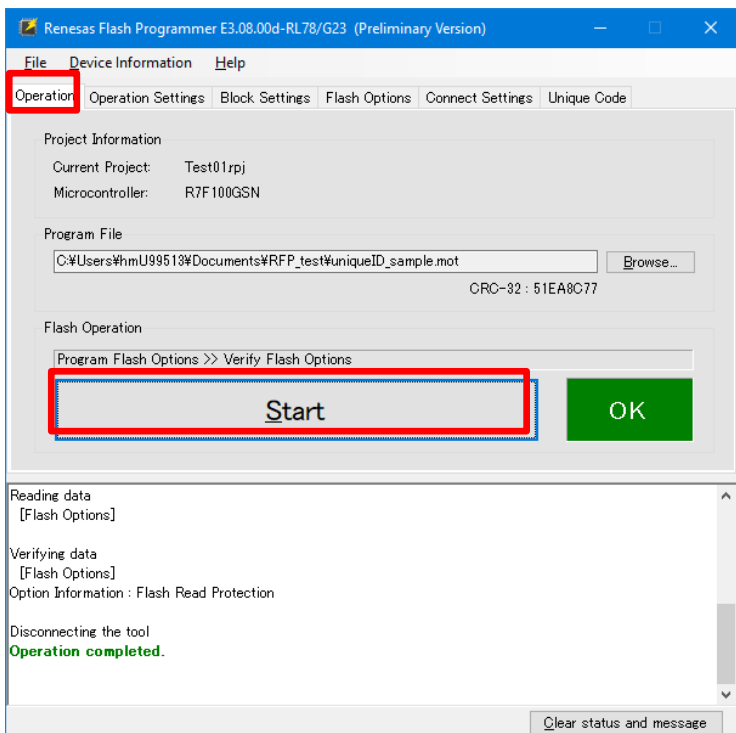 Renesas Flash Programmer E3.08.00d-RL78/G23 (Preliminary Version)
File Device Information Help
Operation Operation Settings Block Settings Flash Options Connect Settings Unique Code
Project Information
Current Project: Test01.rpj
Microcontroller: R7F100GSN
Program File
C:¥Users¥hmU99513¥Documents¥RFP_test¥uniqueID_sample.mot Browse...
CRC-32 : 51EA8C77
Flash Operation
Program Flash Options >> Verify Flash Options
Start OK
Reading data
[Flash Options]
Verifying data
[Flash Options]
Option Information : Flash Read Protection
Disconnecting the tool
Operation completed.
Clear status and message